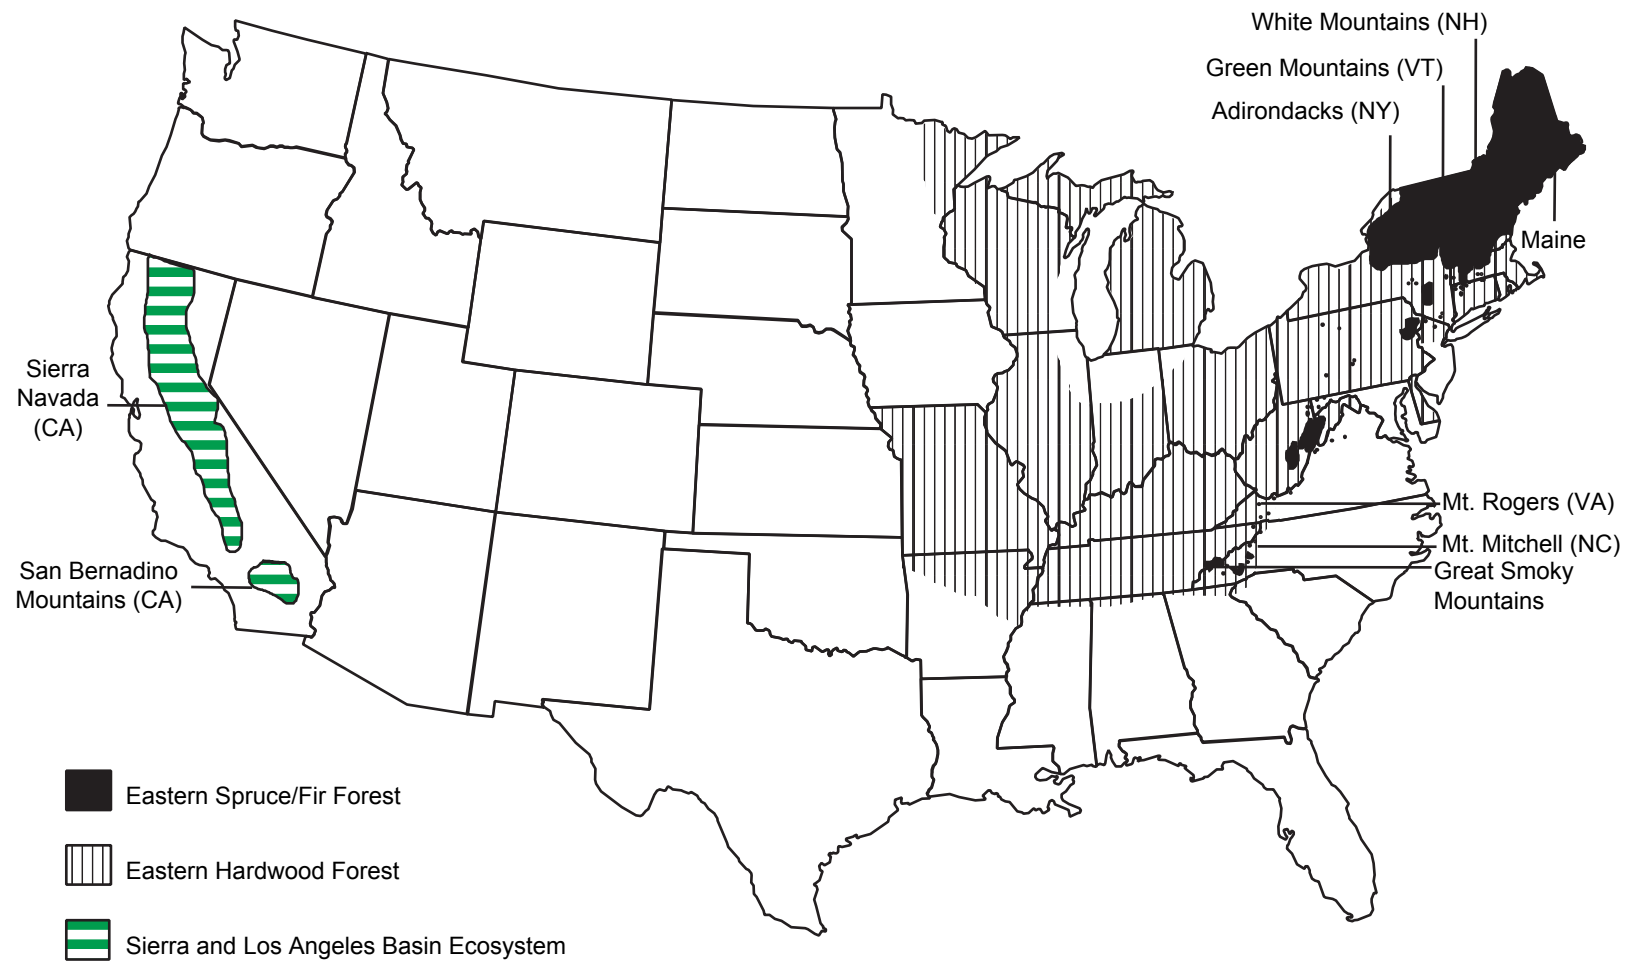 White Mountains (NH)
Green Mountains (VT)
Adirondacks (NY)
Maine
Sierra
Navada
(CA)
Mt. Rogers (VA)
Mt. Mitchell (NC)
Great Smoky
Mountains
San Bernadino
Mountains (CA)
Eastern Spruce/Fir Forest
Eastern Hardwood Forest
Sierra and Los Angeles Basin Ecosystem